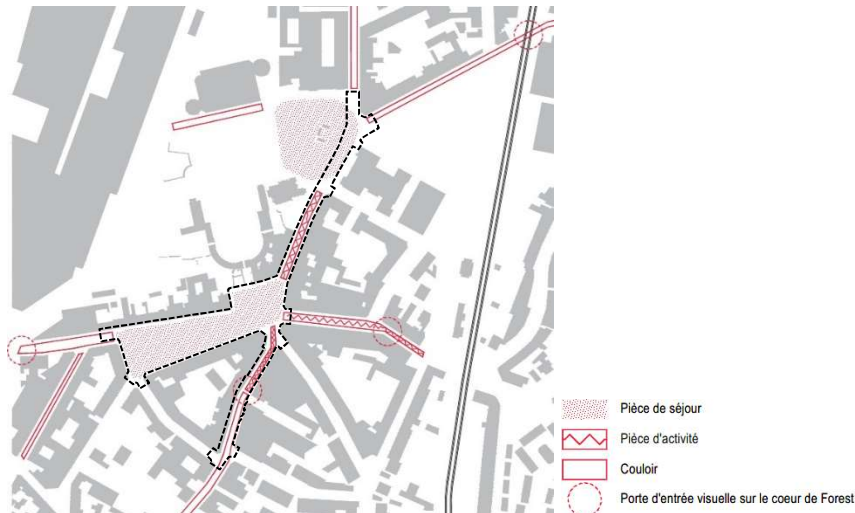 Pièce de séjour
Pièce d'activité
Couloir
Porte d'entrée visuelle sur le coeur de Forest